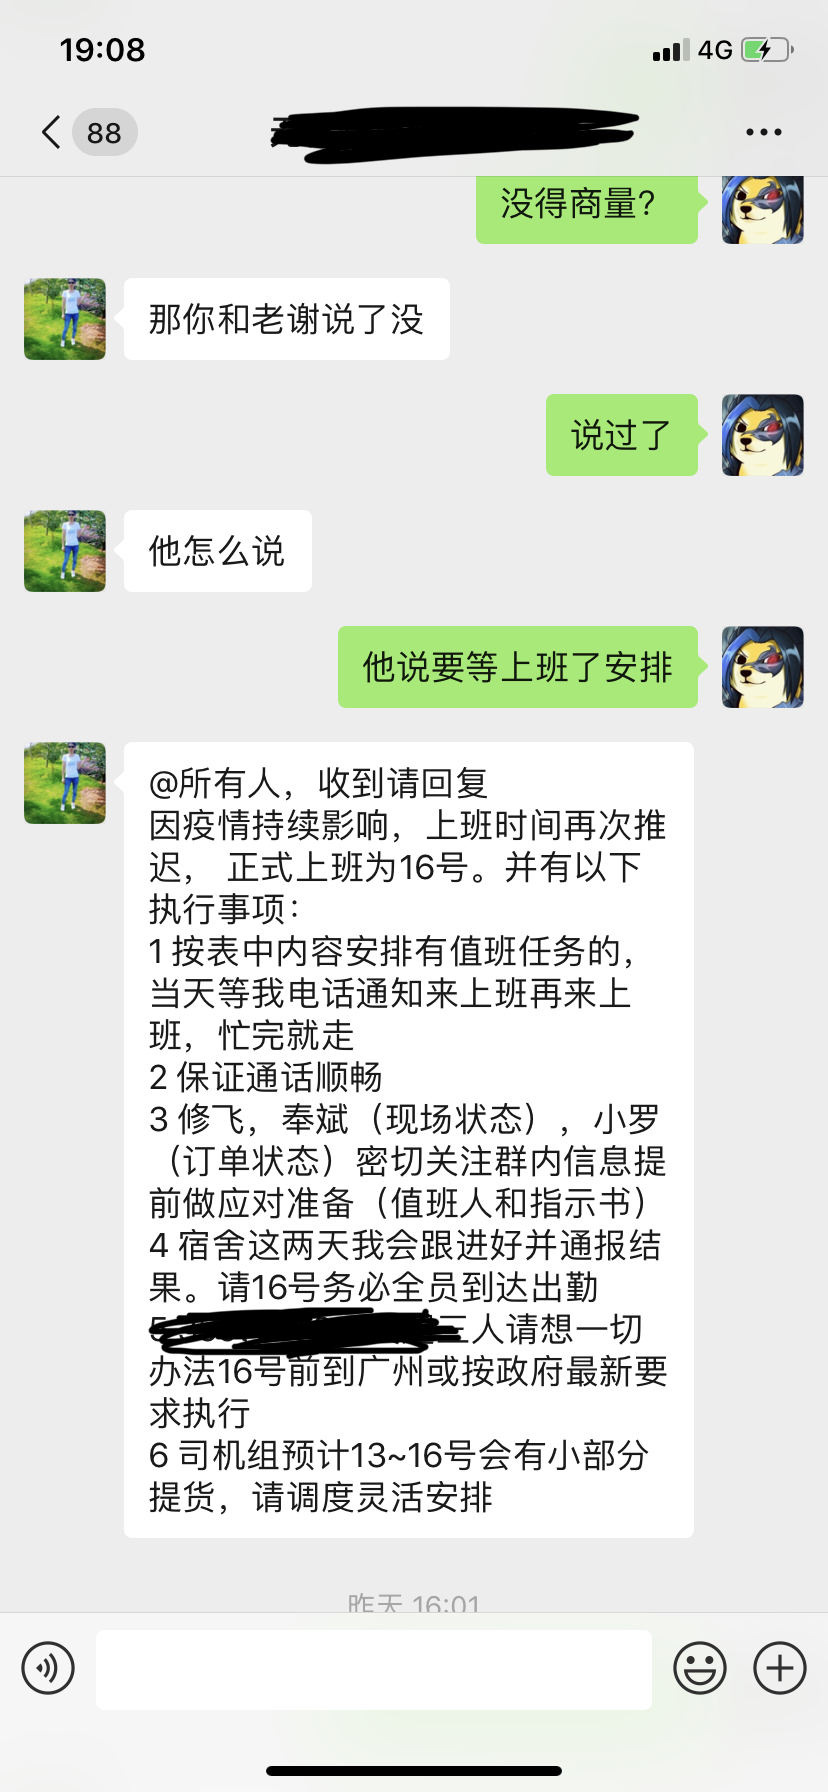 19:08
4G
88
没得商量?
那你和老谢说了没
说过了
他怎么说
他说要等上班了安排
@所有人，收到请回复
因疫情持续影响，上班时间再次推
迟， 正式上班为16号。并有以下
执行事项：
1 按表中内容安排有值班任务的，
当天等我电话通知来上班再来上
班，忙完就走
2 保证通话顺畅
3 修飞，奉斌（现场状态），小罗
（订单状态）密切关注群内信息提
前做应对准备（值班人和指示书）
4 宿舍这两天我会跟进好并通报结
果。请16号务必全员到达出勤
三人请想一切
办法16号前到广州或按政府最新要
求执行
6 司机组预计13~16号会有小部分
提货，请调度灵活安排
昨天 16:01